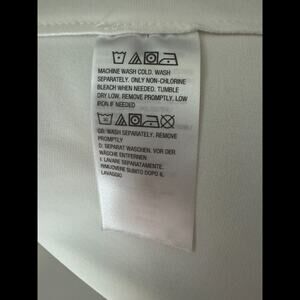 MACHINE WASH COLD. WASH
SEPARATELY. ONLY NON-CHLORINE
BLEACH WHEN NEEDED. TUMBLE
DRY LOW. REMOVE PROMPTLY. LOW
IRON IF NEEDED
GB: WASH SEPARATELY. REMOVE
PROMPTLY
D: SEPARAT WASCHEN. VOR DER
WÄSCHE ENTFERNEN
I: LAVARE SEPARATAMENTE.
RIMUOVERE SUBITO DOPO IL
LAVAGGIO